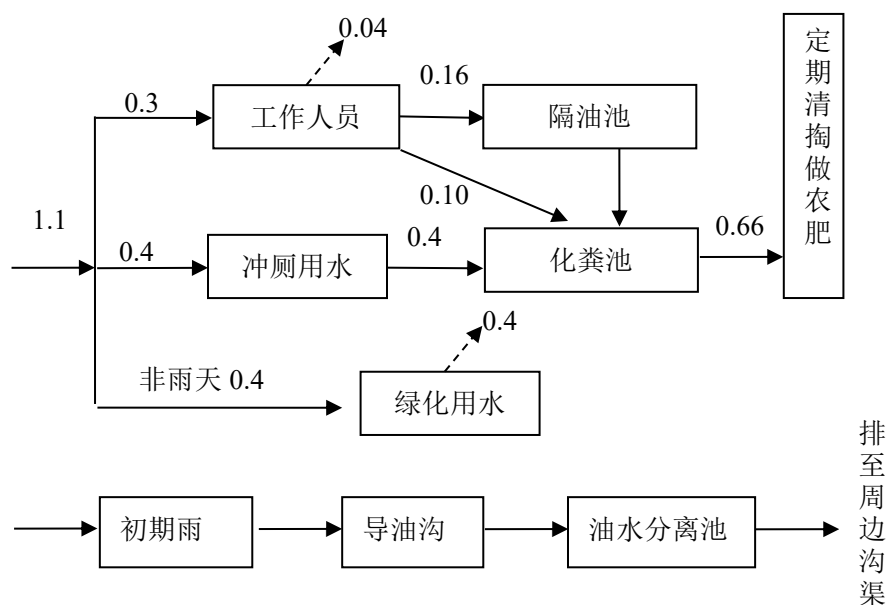 0.04
0.3
工作人员
0.16
隔油池
定期清掏做农肥
0.10
1.1
0.4
冲厕用水
0.4
化粪池
0.66
0.4
非雨天 0.4
绿化用水
初期雨
导油沟
油水分离池
排至周边沟渠